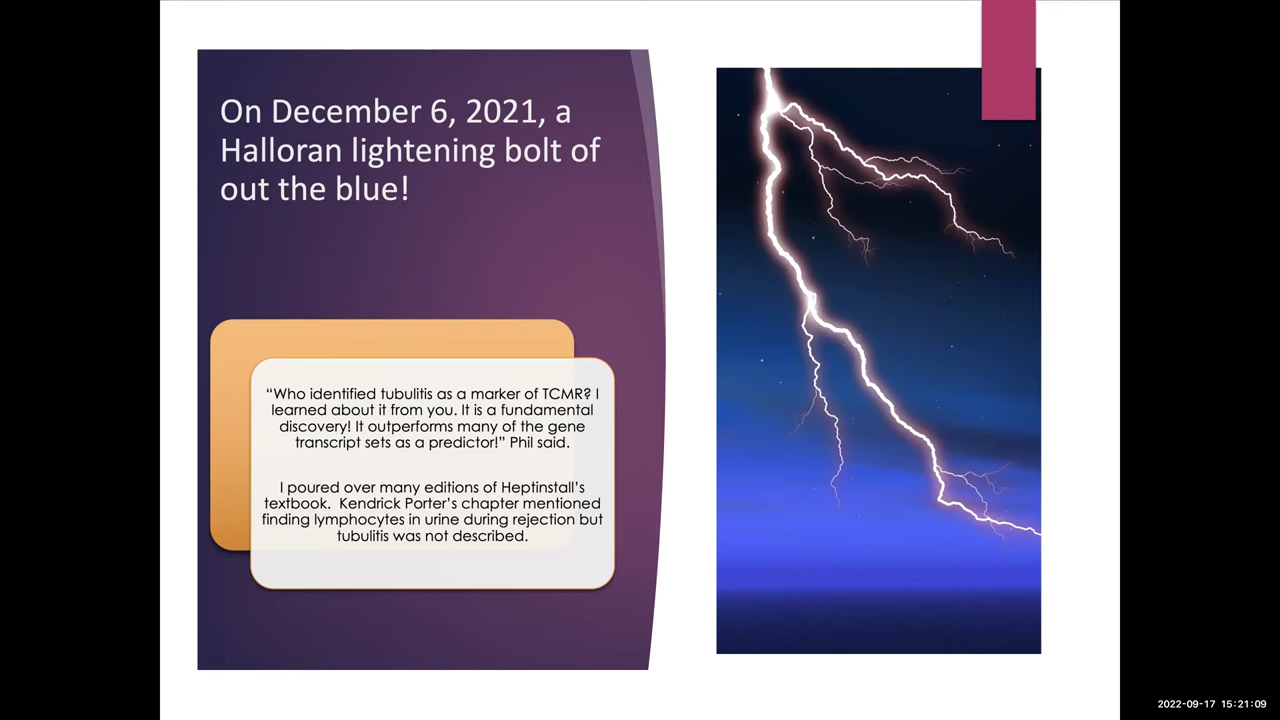 On December 6, 2021, a
Halloran lightening bolt of
out the blue!
“Who identified tubulitis as a marker of TCMR? I
learned about it from you. It is a fundamental
discovery! It outperforms many of the gene
transcript sets as a predictor!” Phil said.
I poured over many editions of Heptinstall’s
textbook.  Kendrick Porter’s chapter mentioned
finding lymphocytes in urine during rejection but
tubulitis was not described.
2022-09-17 15:21:09